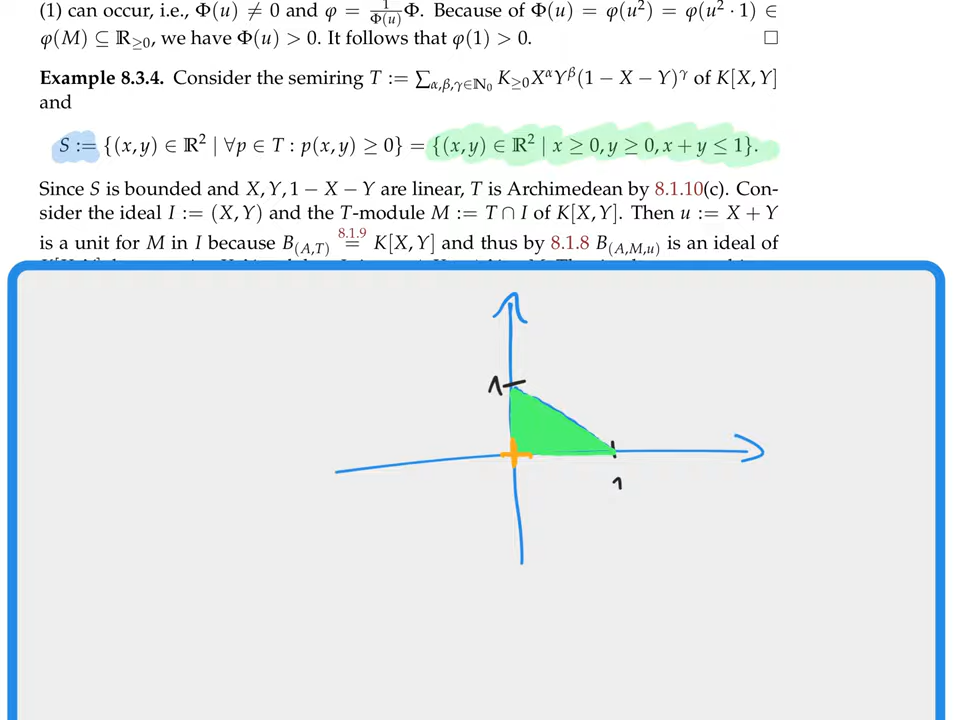 (1) can occur, i.e., Φ(u) ≠ 0 and φ = 1/Φ(u) Φ. Because of Φ(u) = φ(u²) = φ(u² · 1) ∈
φ(M) ⊆ ℝ≥0, we have Φ(u) > 0. It follows that φ(1) > 0. □
Example 8.3.4. Consider the semiring T := ∑α,β,γ∈ℕ₀ K≥0XᵅYᵝ(1 − X − Y)ᵞ of K[X,Y]
and
S := {(x, y) ∈ ℝ² | ∀p ∈ T : p(x, y) ≥ 0} = {(x, y) ∈ ℝ² | x ≥ 0, y ≥ 0, x + y ≤ 1}.
Since S is bounded and X, Y, 1 − X − Y are linear, T is Archimedean by 8.1.10(c). Con-
sider the ideal I := (X, Y) and the T-module M := T ∩ I of K[X,Y]. Then u := X + Y
is a unit for M in I because B(A,T) 8.1.9= K[X,Y] and thus by 8.1.8 B(A,M,u) is an ideal of
1
1